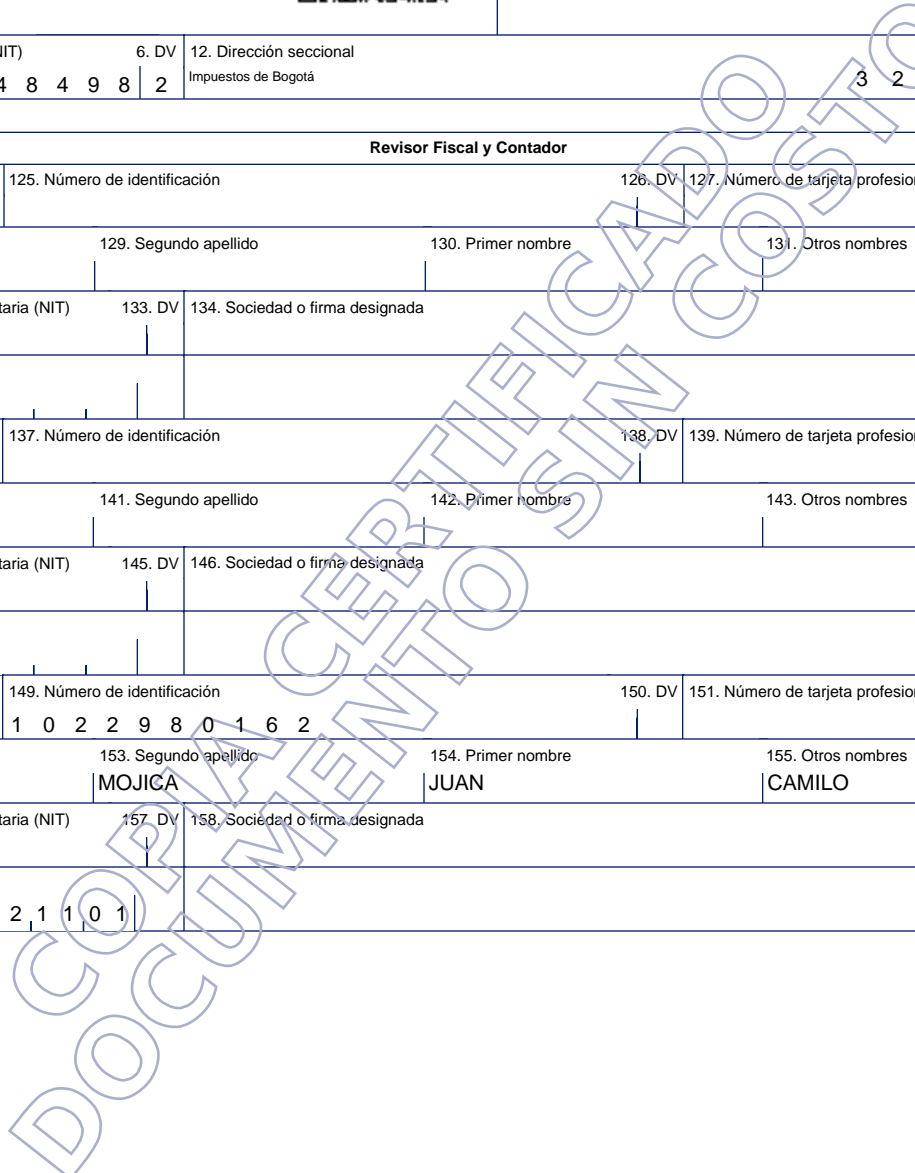 NIT) 6. DV 12. Dirección seccional
4 8 4 9 8 2 Impuestos de Bogotá 3 2
Revisor Fiscal y Contador
125. Número de identificación 126. DV 127. Número de tarjeta profesion
129. Segundo apellido 130. Primer nombre 131. Otros nombres
taria (NIT) 133. DV 134. Sociedad o firma designada
137. Número de identificación 138. DV 139. Número de tarjeta profesion
141. Segundo apellido 142. Primer nombre 143. Otros nombres
taria (NIT) 145. DV 146. Sociedad o firma designada
149. Número de identificación 150. DV 151. Número de tarjeta profesion
1 0 2 2 9 8 0 1 6 2
153. Segundo apellido 154. Primer nombre 155. Otros nombres
MOJICA JUAN CAMILO
taria (NIT) 157. DV 158. Sociedad o firma designada
2 1 1 0 1
COPIA CERTIFICADO
DOCUMENTO SIN COSTO